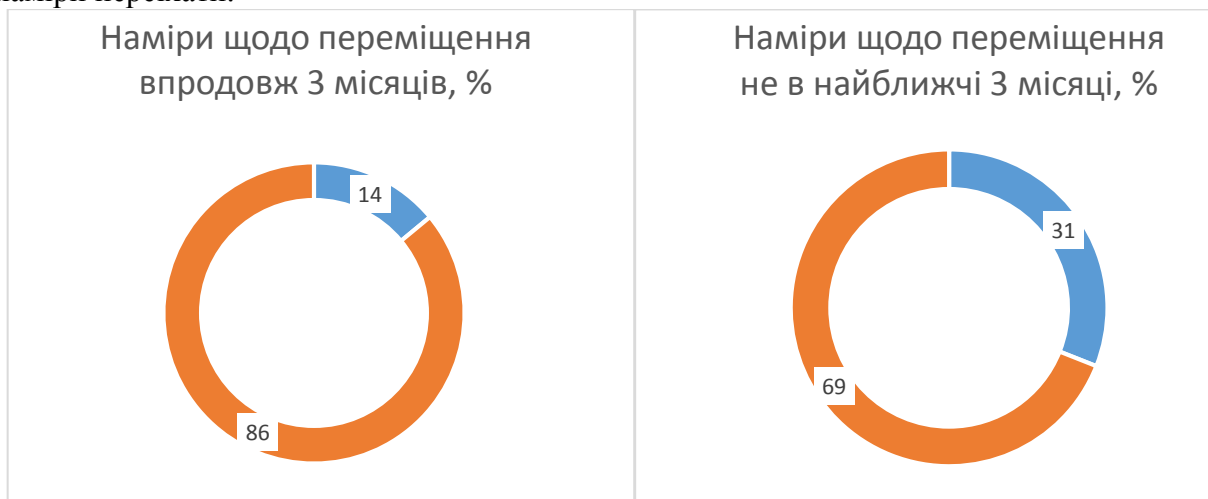 Наміри щодо переміщення
впродовж 3 місяців, %
14
86
Наміри щодо переміщення
не в найближчі 3 місяці, %
31
69